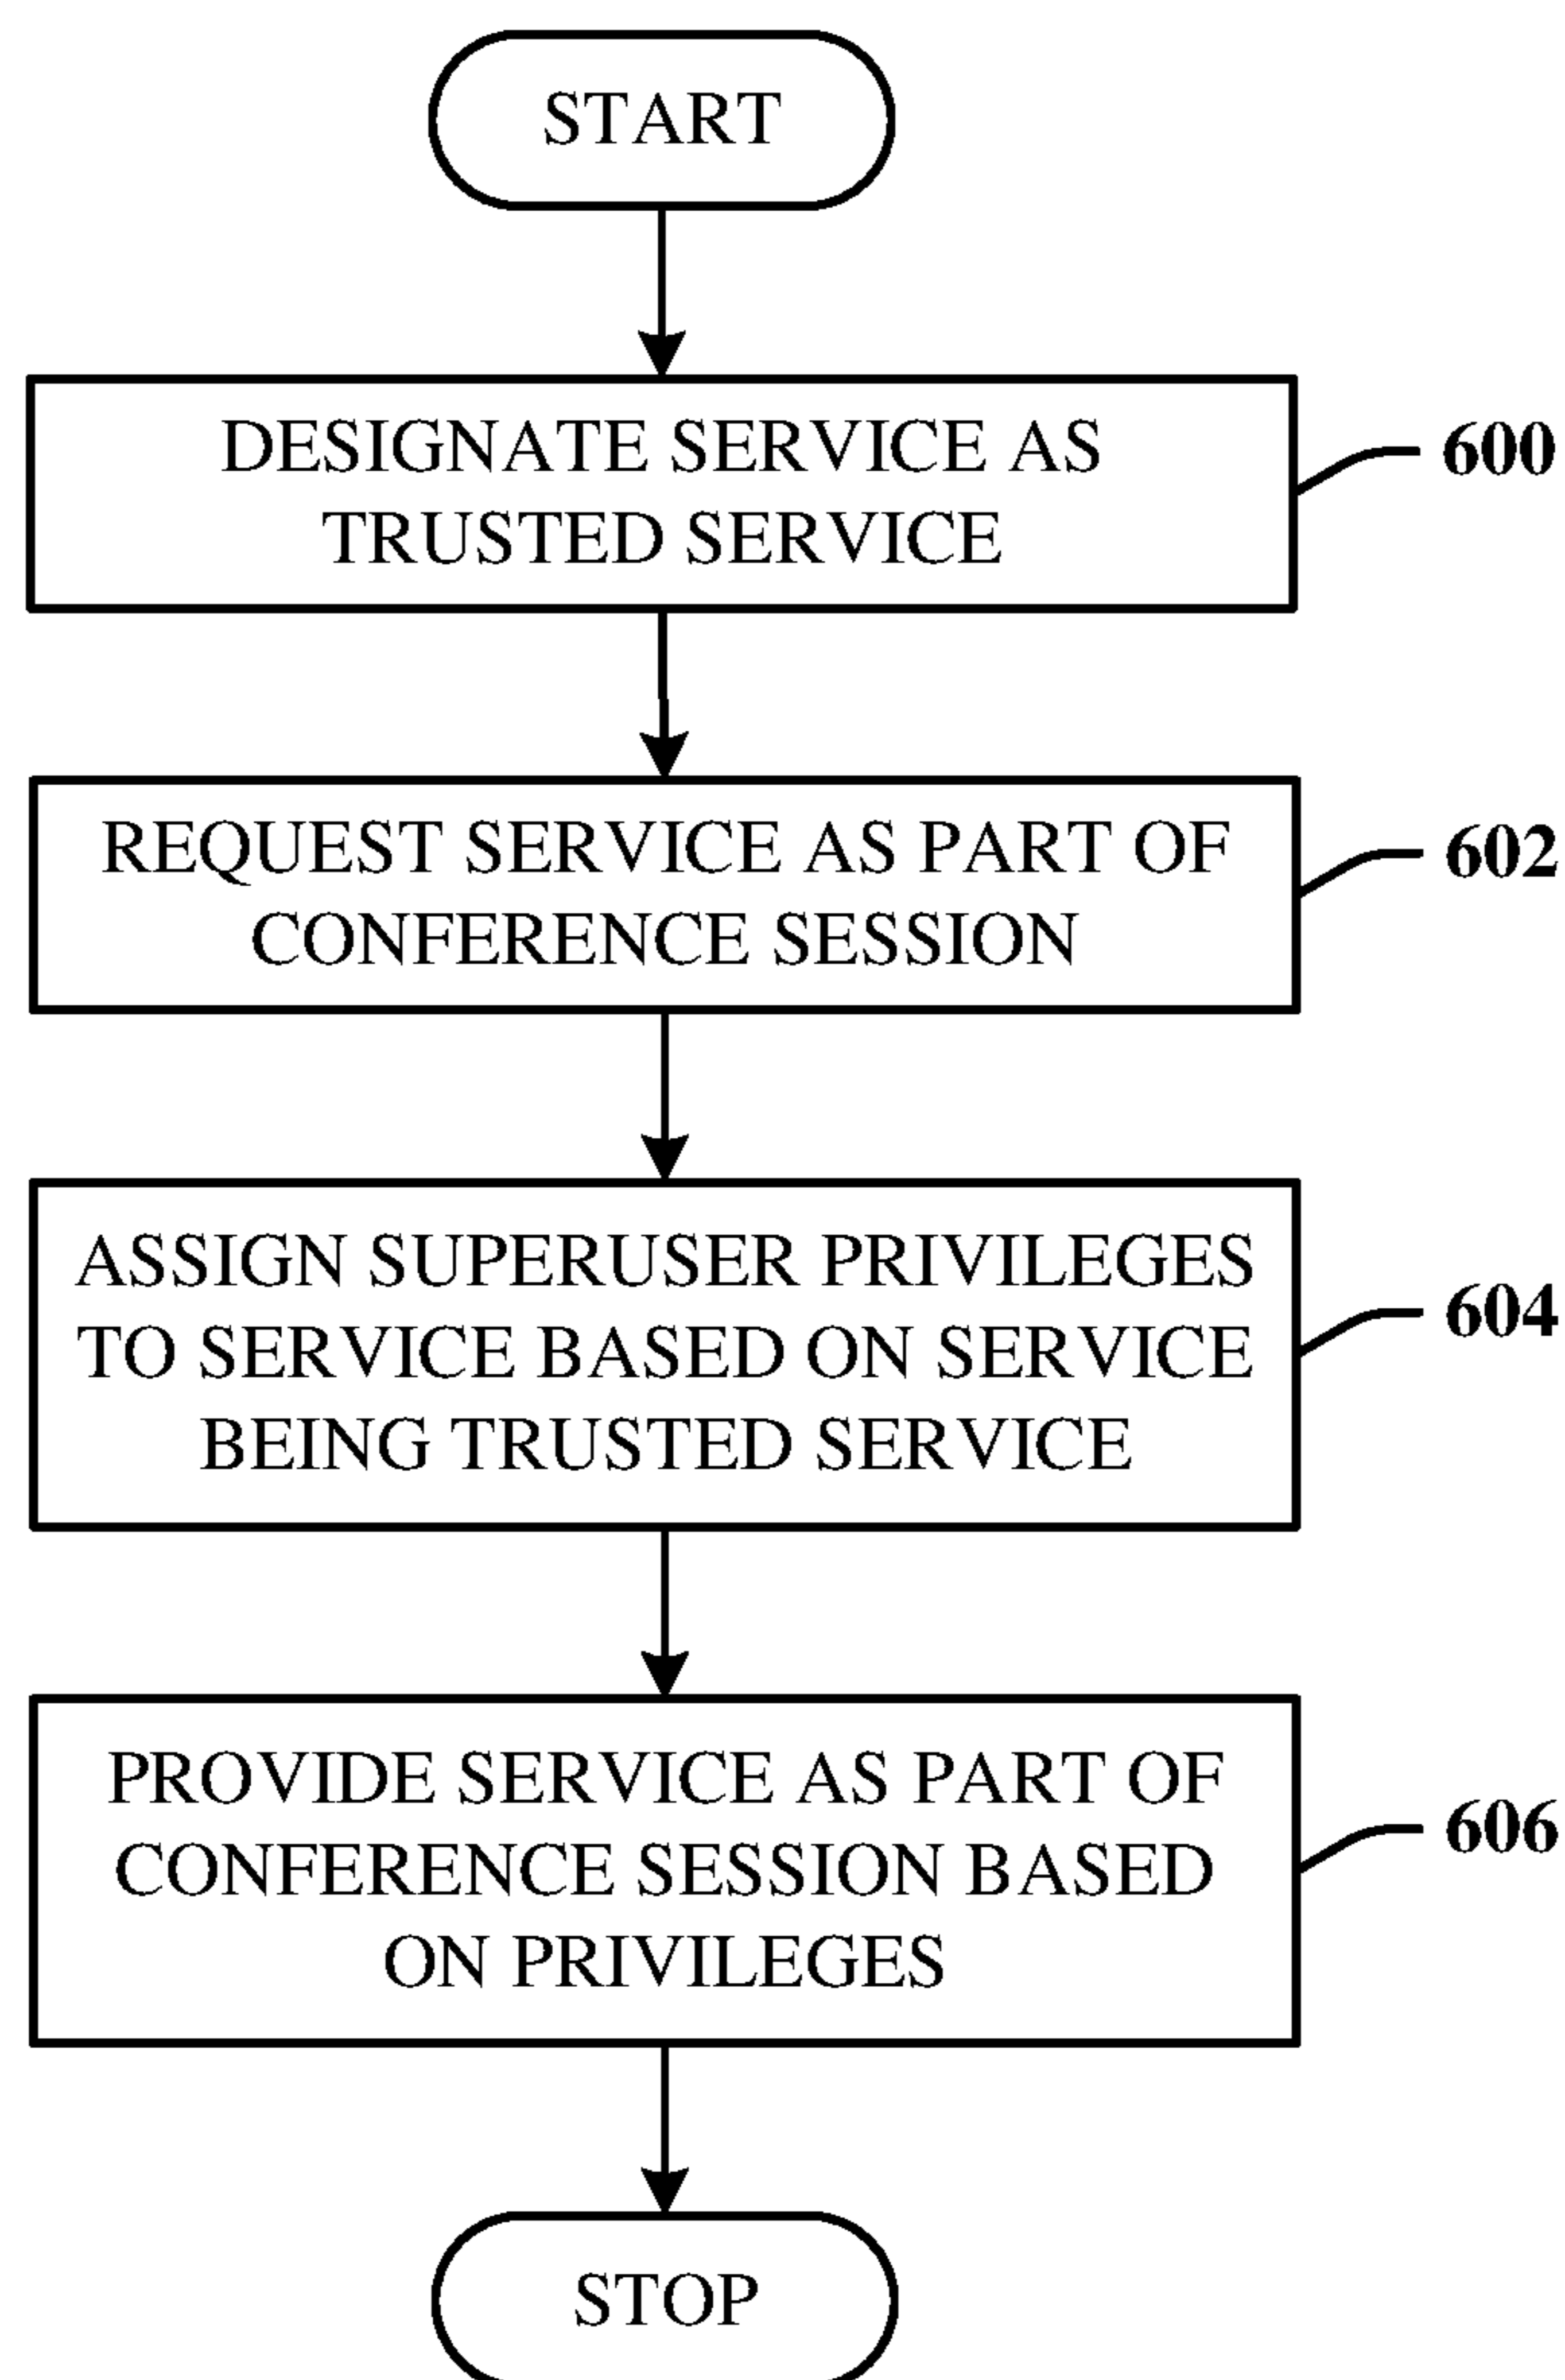 START
DESIGNATE SERVICE AS
TRUSTED SERVICE
600
REQUEST SERVICE AS PART OF
CONFERENCE SESSION
602
ASSIGN SUPERUSER PRIVILEGES
TO SERVICE BASED ON SERVICE
BEING TRUSTED SERVICE
604
PROVIDE SERVICE AS PART OF
CONFERENCE SESSION BASED
ON PRIVILEGES
606
STOP